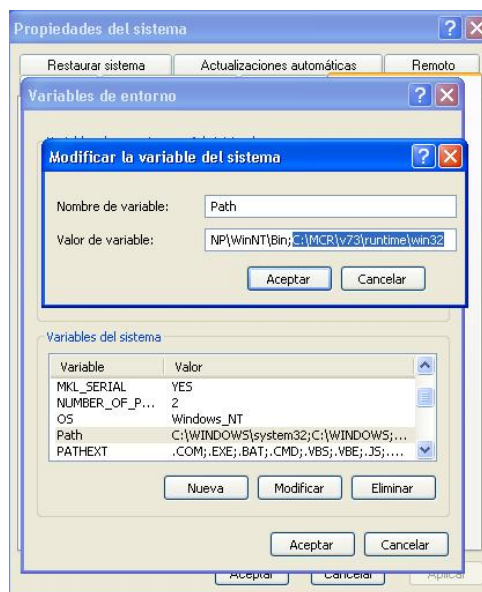 Propiedades del sistema
Restaurar sistema Actualizaciones automáticas Remoto
Variables de entorno
Modificar la variable del sistema
Nombre de variable: Path
Valor de variable: NP\WinNT\Bin;C:\MCR\v73\runtime\win32
Aceptar Cancelar
Variables del sistema
Variable Valor
MKL_SERIAL YES
NUMBER_OF_P... 2
OS Windows_NT
Path C:\WINDOWS\system32;C:\WINDOWS;...
PATHEXT .COM;.EXE;.BAT;.CMD;.VBS;.VBE;.JS;....
Nueva Modificar Eliminar
Aceptar Cancelar
Aceptar Cancelar Aplicar